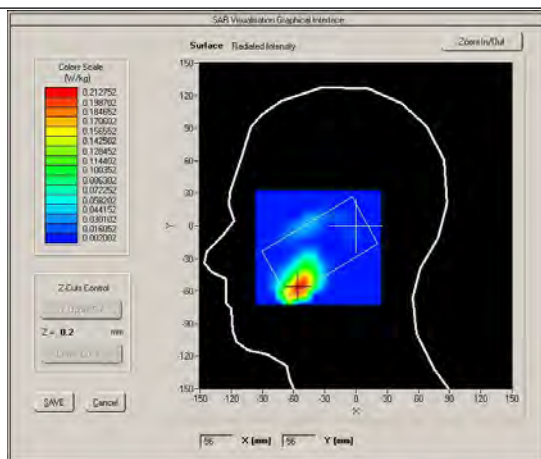 SAR Visualisation Graphical Interface
Surface Radiated Intensity
Zoom In/Out
Colors Scale
(W/kg)
0.212752
0.198702
0.184652
0.170602
0.156552
0.142502
0.128452
0.114402
0.100352
0.086302
0.072252
0.058202
0.044152
0.030102
0.016052
0.002002
150
120
90
60
30
0
-30
-60
-90
-120
-150
Y
-150 -120 -90 -60 -30 0 30 60 90 120 150
X
Z-Cuts Control
Z = 0.2 mm
SAVE Cancel
56 X (mm) 56 Y (mm)